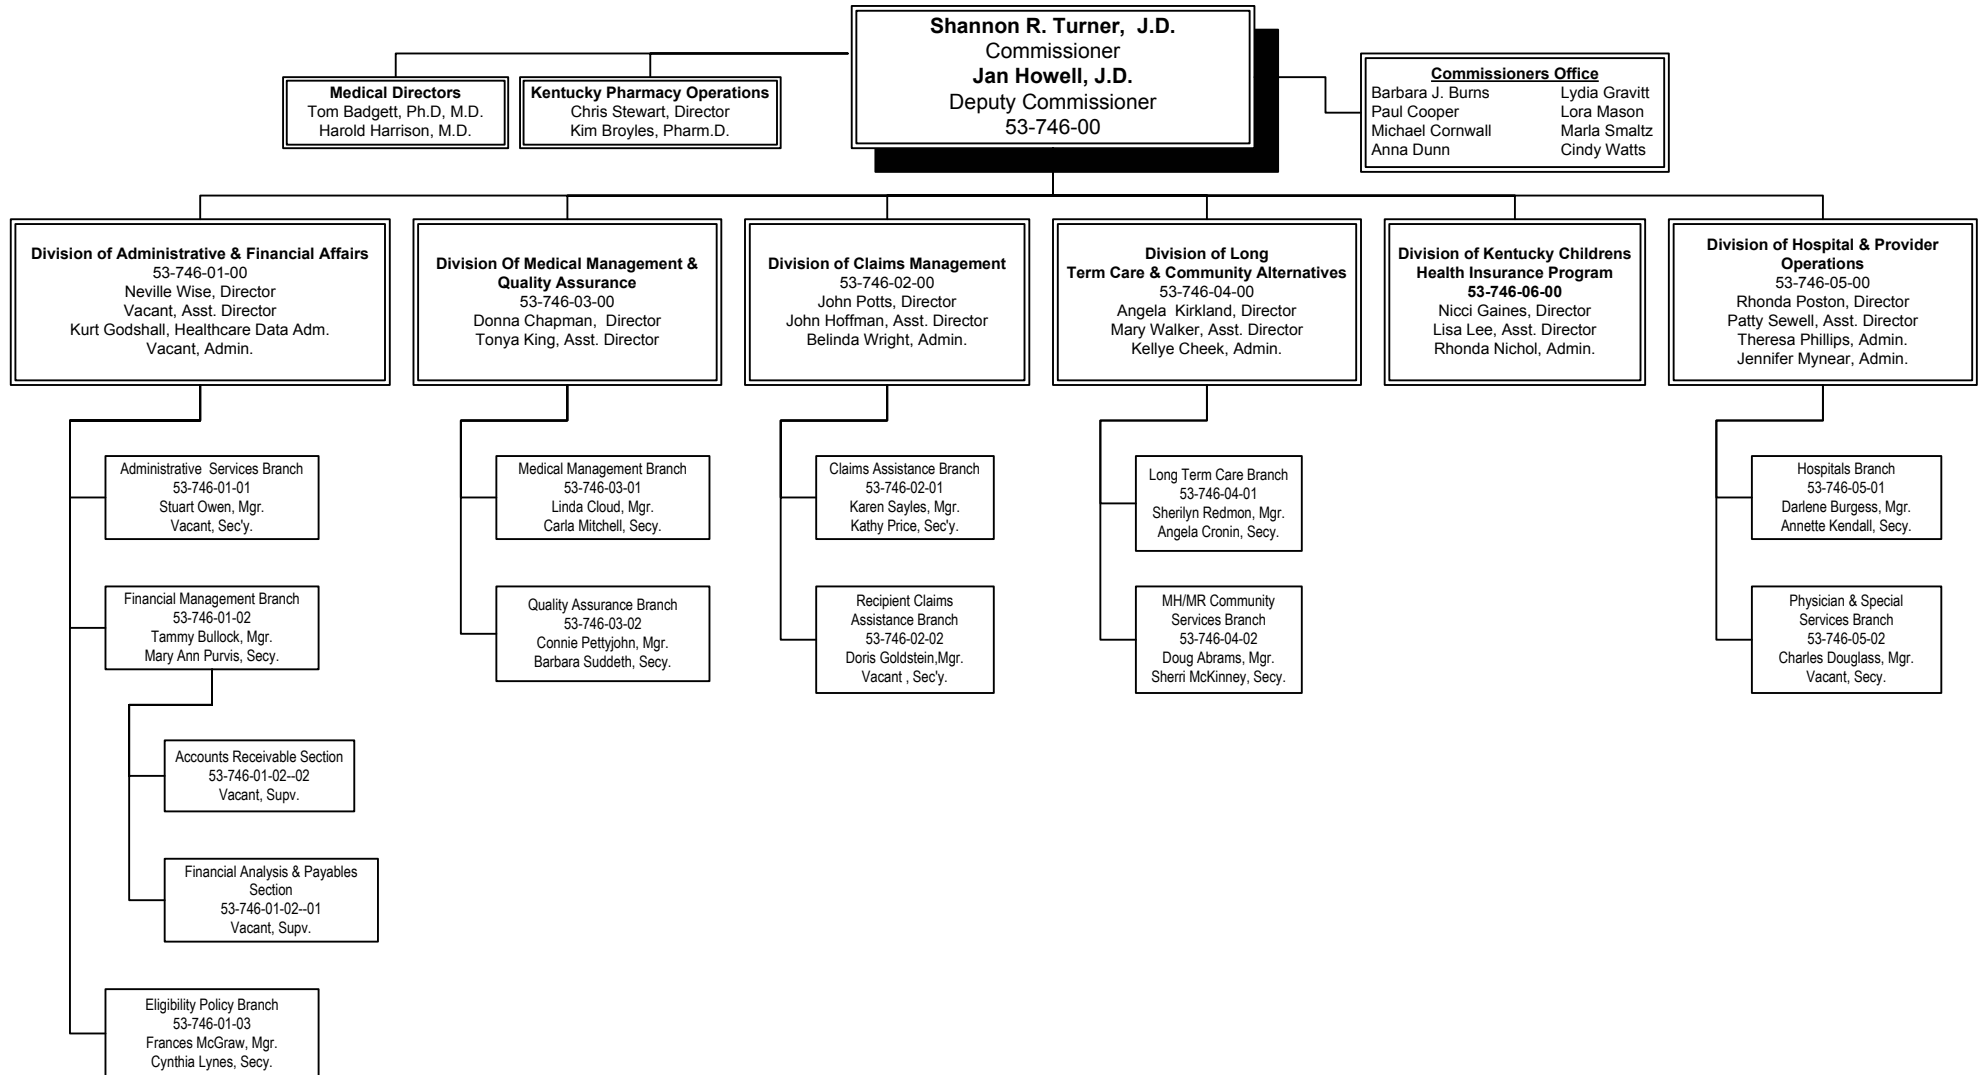 Shannon R. Turner, J.D.
Commissioner
Jan Howell, J.D.
Deputy Commissioner
53-746-00
Medical Directors
Tom Badgett, Ph.D, M.D.
Harold Harrison, M.D.
Kentucky Pharmacy Operations
Chris Stewart, Director
Kim Broyles, Pharm.D.
Commissioners Office
Barbara J. Burns Lydia Gravitt
Paul Cooper Lora Mason
Michael Cornwall Marla Smaltz
Anna Dunn Cindy Watts
Division of Administrative & Financial Affairs
53-746-01-00
Neville Wise, Director
Vacant, Asst. Director
Kurt Godshall, Healthcare Data Adm.
Vacant, Admin.
Division Of Medical Management &
Quality Assurance
53-746-03-00
Donna Chapman, Director
Tonya King, Asst. Director
Division of Claims Management
53-746-02-00
John Potts, Director
John Hoffman, Asst. Director
Belinda Wright, Admin.
Division of Long
Term Care & Community Alternatives
53-746-04-00
Angela Kirkland, Director
Mary Walker, Asst. Director
Kellye Cheek, Admin.
Division of Kentucky Childrens
Health Insurance Program
53-746-06-00
Nicci Gaines, Director
Lisa Lee, Asst. Director
Rhonda Nichol, Admin.
Division of Hospital & Provider
Operations
53-746-05-00
Rhonda Poston, Director
Patty Sewell, Asst. Director
Theresa Phillips, Admin.
Jennifer Mynear, Admin.
Administrative Services Branch
53-746-01-01
Stuart Owen, Mgr.
Vacant, Sec'y.
Medical Management Branch
53-746-03-01
Linda Cloud, Mgr.
Carla Mitchell, Secy.
Claims Assistance Branch
53-746-02-01
Karen Sayles, Mgr.
Kathy Price, Sec'y.
Long Term Care Branch
53-746-04-01
Sherilyn Redmon, Mgr.
Angela Cronin, Secy.
Hospitals Branch
53-746-05-01
Darlene Burgess, Mgr.
Annette Kendall, Secy.
Financial Management Branch
53-746-01-02
Tammy Bullock, Mgr.
Mary Ann Purvis, Secy.
Quality Assurance Branch
53-746-03-02
Connie Pettyjohn, Mgr.
Barbara Suddeth, Secy.
Recipient Claims
Assistance Branch
53-746-02-02
Doris Goldstein,Mgr.
Vacant , Sec'y.
MH/MR Community
Services Branch
53-746-04-02
Doug Abrams, Mgr.
Sherri McKinney, Secy.
Physician & Special
Services Branch
53-746-05-02
Charles Douglass, Mgr.
Vacant, Secy.
Accounts Receivable Section
53-746-01-02--02
Vacant, Supv.
Financial Analysis & Payables
Section
53-746-01-02--01
Vacant, Supv.
Eligibility Policy Branch
53-746-01-03
Frances McGraw, Mgr.
Cynthia Lynes, Secy.